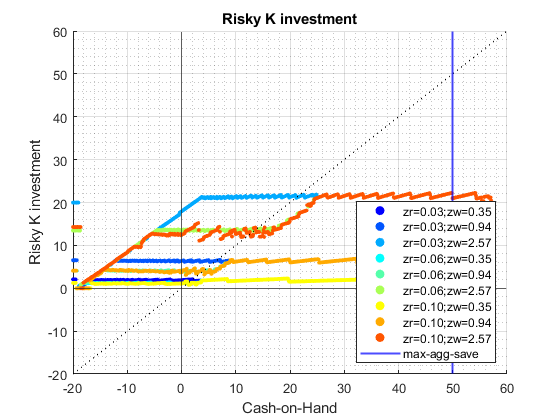 Risky K investment
60
50
40
30
20
10
0
-10
-20
Risky K investment
zr=0.03;zw=0.35
zr=0.03;zw=0.94
zr=0.03;zw=2.57
zr=0.06;zw=0.35
zr=0.06;zw=0.94
zr=0.06;zw=2.57
zr=0.10;zw=0.35
zr=0.10;zw=0.94
zr=0.10;zw=2.57
max-agg-save
-20 -10 0 10 20 30 40 50 60
Cash-on-Hand